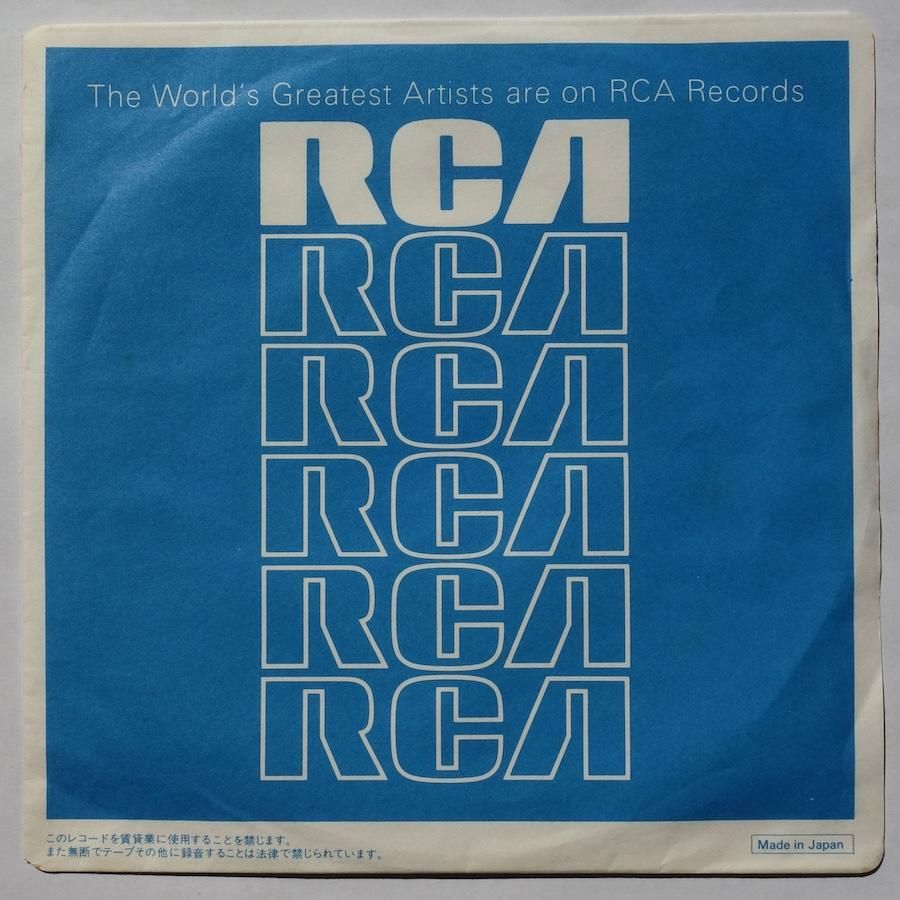 The World's Greatest Artists are on RCA Records
RCA
RCA
RCA
RCA
RCA
RCA
このレコードを賃貸業に使用することを禁じます。
また無断でテープその他に録音することは法律で禁じられています。
Made in Japan